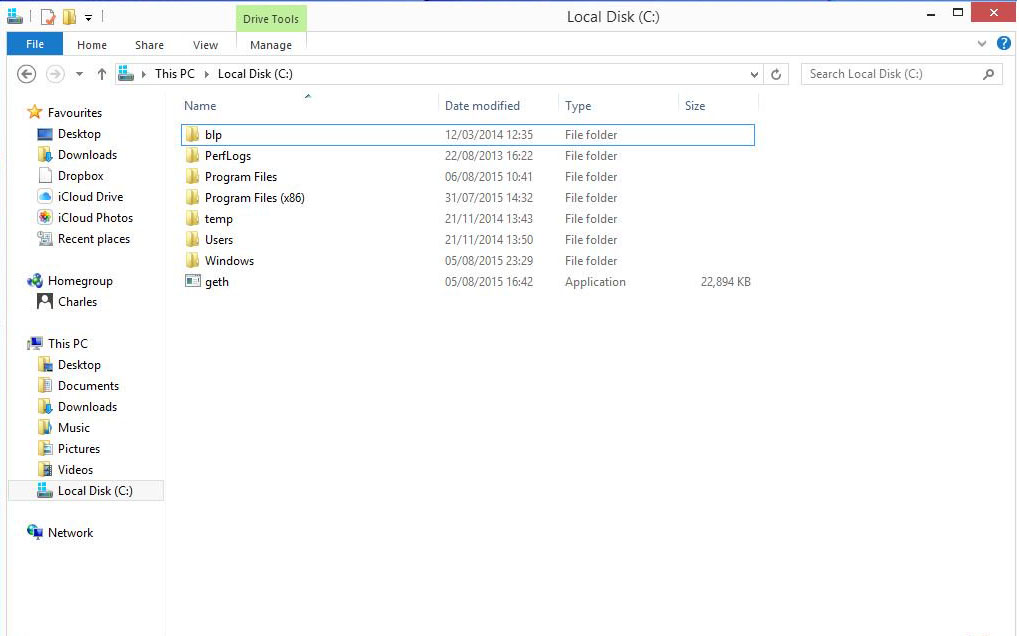 Drive Tools
Local Disk (C:)
File Home Share View Manage
This PC Local Disk (C:)
Search Local Disk (C:)
Favourites
Desktop
Downloads
Dropbox
iCloud Drive
iCloud Photos
Recent places
Homegroup
Charles
This PC
Desktop
Documents
Downloads
Music
Pictures
Videos
Local Disk (C:)
Network
Name Date modified Type Size
blp 12/03/2014 12:35 File folder
PerfLogs 22/08/2013 16:22 File folder
Program Files 06/08/2015 10:41 File folder
Program Files (x86) 31/07/2015 14:32 File folder
temp 21/11/2014 13:43 File folder
Users 21/11/2014 13:50 File folder
Windows 05/08/2015 23:29 File folder
geth 05/08/2015 16:42 Application 22,894 KB